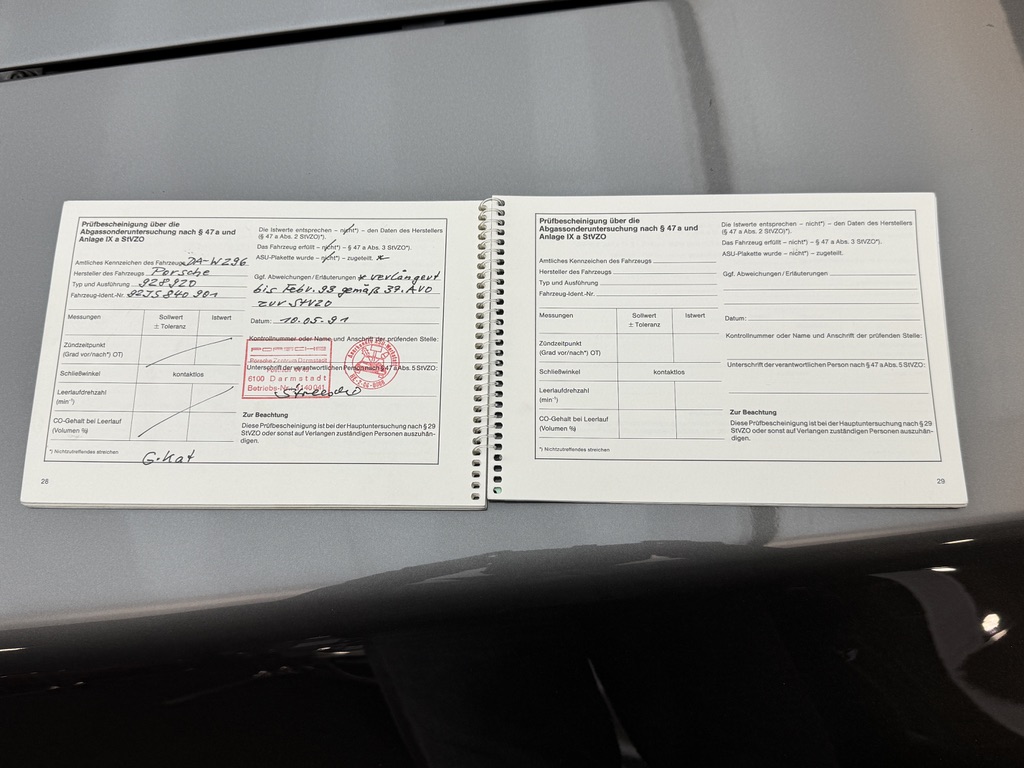 Prüfbescheinigung über die
Abgassonderuntersuchung nach § 47 a und
Anlage IX a StVZO
Amtliches Kennzeichen des Fahrzeugs DA-WZ96
Hersteller des Fahrzeugs Porsche
Typ und Ausführung 928920
Fahrzeug-Ident.-Nr. 92JS840901
Messungen Sollwert Istwert
± Toleranz
Zündzeitpunkt
(Grad vor/nach*) OT)
Schließwinkel kontaktlos
Leerlaufdrehzahl
(min⁻¹)
CO-Gehalt bei Leerlauf
(Volumen %)
*) Nichtzutreffendes streichen
G-Kat
28
Die Istwerte entsprechen – nicht*) – den Daten des Herstellers
(§ 47 a Abs. 2 StVZO)*).
Das Fahrzeug erfüllt – nicht*) – § 47 a Abs. 3 StVZO*).
ASU-Plakette wurde – nicht*) – zugeteilt. *
Ggf. Abweichungen/Erläuterungen * verlängert
bis Febr. 93 gemäß 39. AVO
zur StVZO
Datum: 10.05.91
Kontrollnummer oder Name und Anschrift der prüfenden Stelle:
PORSCHE
Porsche Zentrum Darmstadt
6100 Darmstadt
Unterschrift der verantwortlichen Person nach § 47 a Abs. 5 StVZO:
Zur Beachtung
Diese Prüfbescheinigung ist bei der Hauptuntersuchung nach § 29
StVZO oder sonst auf Verlangen zuständigen Personen auszuhän-
digen.
Prüfbescheinigung über die
Abgassonderuntersuchung nach § 47 a und
Anlage IX a StVZO
Amtliches Kennzeichen des Fahrzeugs
Hersteller des Fahrzeugs
Typ und Ausführung
Fahrzeug-Ident.-Nr.
Messungen Sollwert Istwert
± Toleranz
Zündzeitpunkt
(Grad vor/nach*) OT)
Schließwinkel kontaktlos
Leerlaufdrehzahl
(min⁻¹)
CO-Gehalt bei Leerlauf
(Volumen %)
*) Nichtzutreffendes streichen
Die Istwerte entsprechen – nicht*) – den Daten des Herstellers
(§ 47 a Abs. 2 StVZO)*).
Das Fahrzeug erfüllt – nicht*) – § 47 a Abs. 3 StVZO*).
ASU-Plakette wurde – nicht*) – zugeteilt.
Ggf. Abweichungen/Erläuterungen
Datum:
Kontrollnummer oder Name und Anschrift der prüfenden Stelle:
Unterschrift der verantwortlichen Person nach § 47 a Abs. 5 StVZO:
Zur Beachtung
Diese Prüfbescheinigung ist bei der Hauptuntersuchung nach § 29
StVZO oder sonst auf Verlangen zuständigen Personen auszuhän-
digen.
29